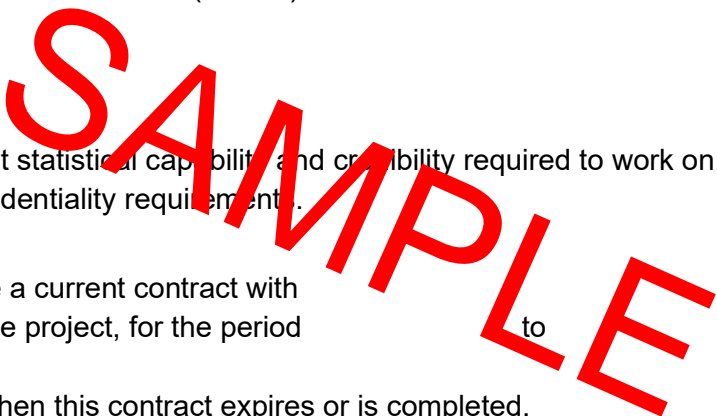 SAMPLE
t statistical capability and credibility required to work on
dentiality requirements.
e a current contract with
e project, for the period to
hen this contract expires or is completed.